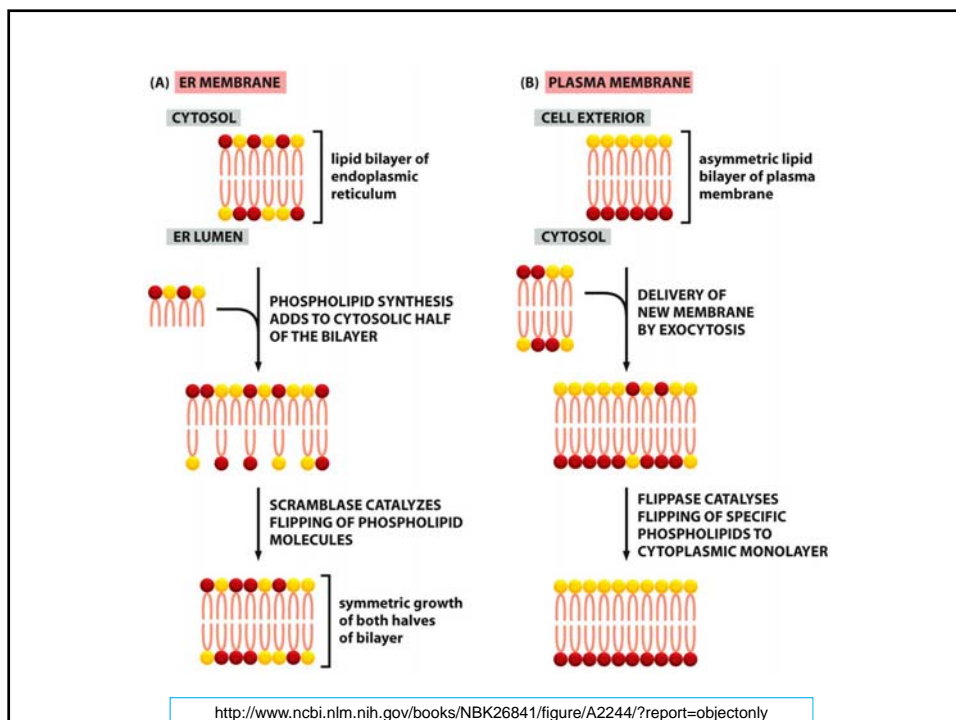 (A) ER MEMBRANE
CYTOSOL
lipid bilayer of
endoplasmic
reticulum
ER LUMEN
PHOSPHOLIPID SYNTHESIS
ADDS TO CYTOSOLIC HALF
OF THE BILAYER
SCRAMBLASE CATALYZES
FLIPPING OF PHOSPHOLIPID
MOLECULES
symmetric growth
of both halves
of bilayer
(B) PLASMA MEMBRANE
CELL EXTERIOR
asymmetric lipid
bilayer of plasma
membrane
CYTOSOL
DELIVERY OF
NEW MEMBRANE
BY EXOCYTOSIS
FLIPPASE CATALYSES
FLIPPING OF SPECIFIC
PHOSPHOLIPIDS TO
CYTOPLASMIC MONOLAYER
http://www.ncbi.nlm.nih.gov/books/NBK26841/figure/A2244/?report=objectonly